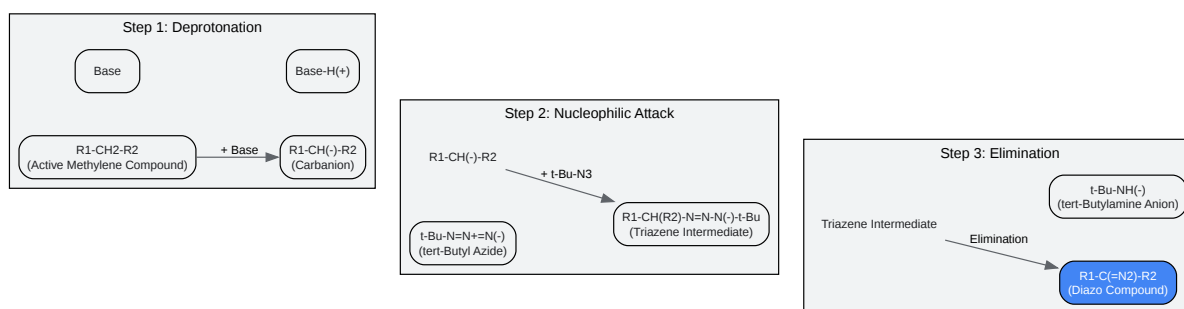 Step 1: Deprotonation
Base
Base-H(+)
R1-CH2-R2
(Active Methylene Compound)
+ Base
R1-CH(-)-R2
(Carbanion)
Step 2: Nucleophilic Attack
R1-CH(-)-R2
+ t-Bu-N3
t-Bu-N=N+=N(-)
(tert-Butyl Azide)
R1-CH(R2)-N=N-N(-)-t-Bu
(Triazene Intermediate)
Step 3: Elimination
t-Bu-NH(-)
(tert-Butylamine Anion)
Triazene Intermediate
Elimination
R1-C(=N2)-R2
(Diazo Compound)